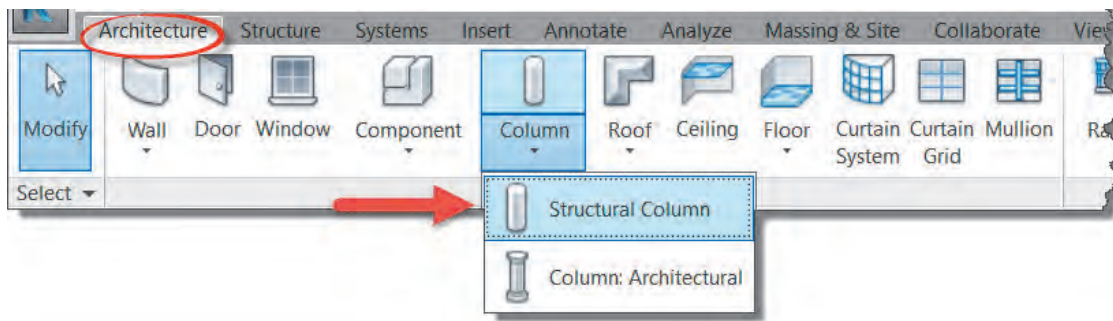 Architecture Structure Systems Insert Annotate Analyze Massing & Site Collaborate
Modify Wall Door Window Component Column Roof Ceiling Floor Curtain Curtain Mullion
System Grid
Select
Structural Column
Column: Architectural